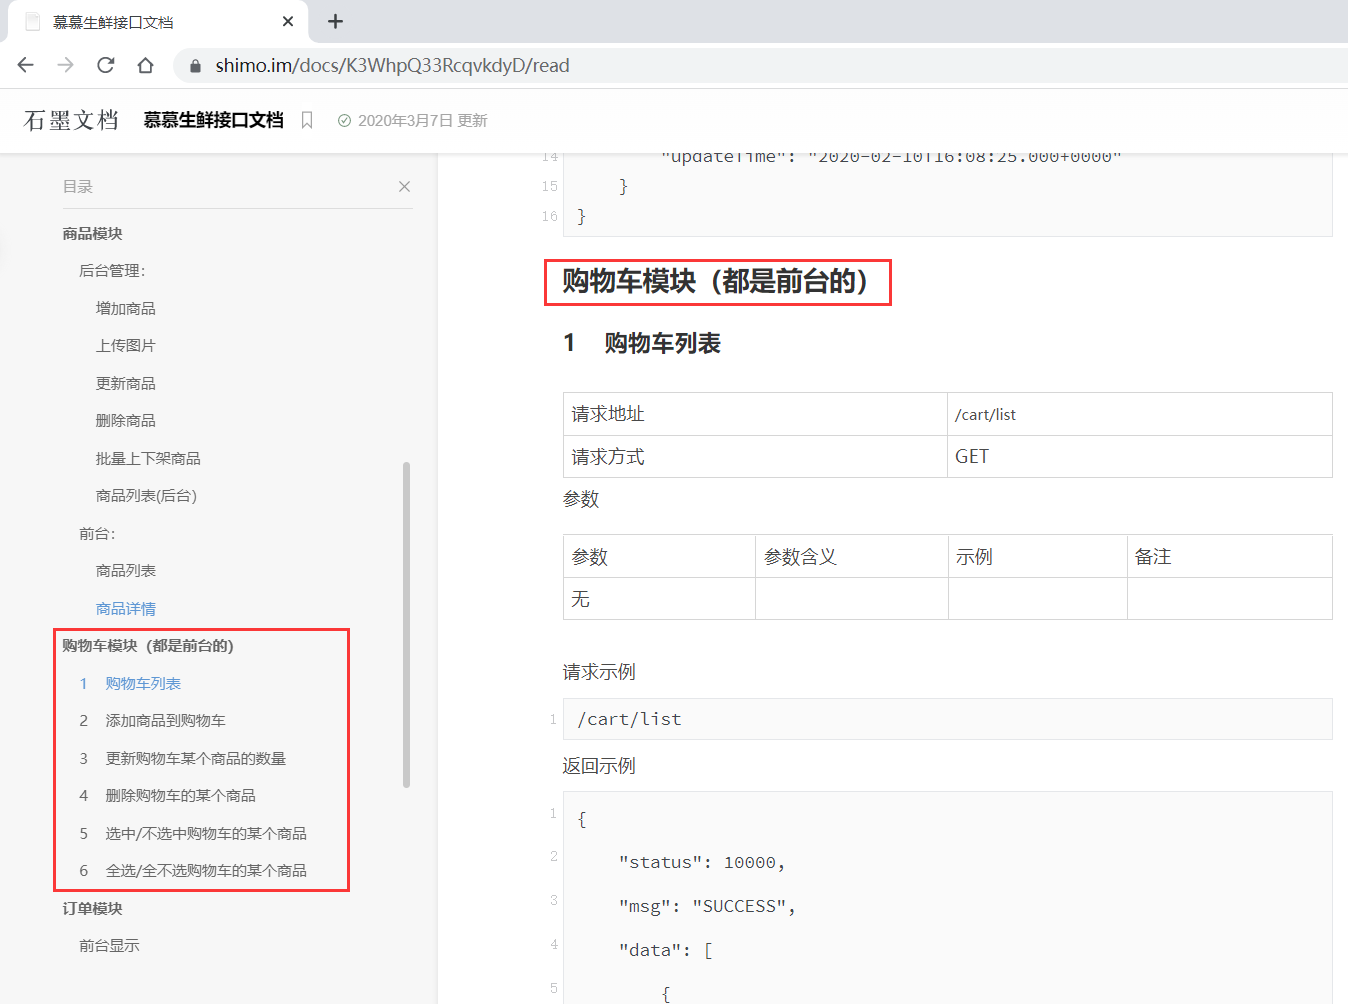 慕慕生鲜接口文档
shimo.im/docs/K3WhpQ33RcqvkdyD/read
石墨文档 慕慕生鲜接口文档 2020年3月7日 更新
目录
商品模块
后台管理：
增加商品
上传图片
更新商品
删除商品
批量上下架商品
商品列表(后台)
前台：
商品列表
商品详情
购物车模块（都是前台的）
1 购物车列表
2 添加商品到购物车
3 更新购物车某个商品的数量
4 删除购物车的某个商品
5 选中/不选中购物车的某个商品
6 全选/全不选购物车的某个商品
订单模块
前台显示
14 "updateTime": "2020-02-10T16:08:25.000+0000"
15 }
16 }
购物车模块（都是前台的）
1 购物车列表
请求地址 /cart/list
请求方式 GET
参数
参数 参数含义 示例 备注
无
请求示例
1 /cart/list
返回示例
1 {
2 "status": 10000,
3 "msg": "SUCCESS",
4 "data": [
5 {